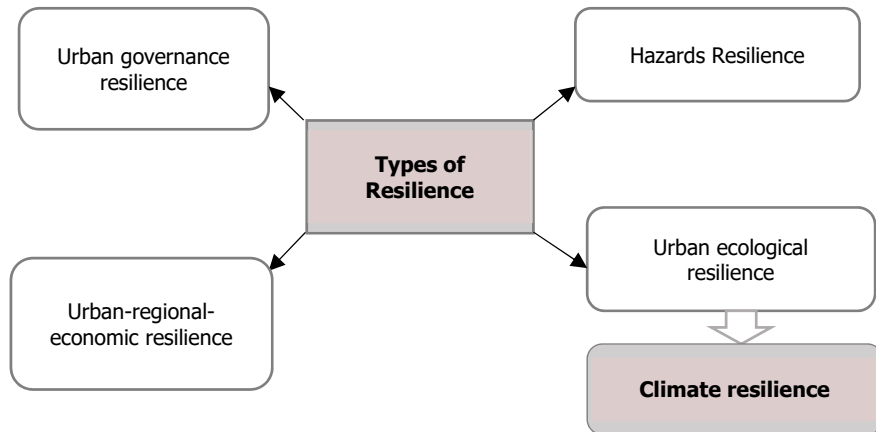 Urban governance
resilience
Hazards Resilience
Types of
Resilience
Urban ecological
resilience
Urban-regional-
economic resilience
Climate resilience